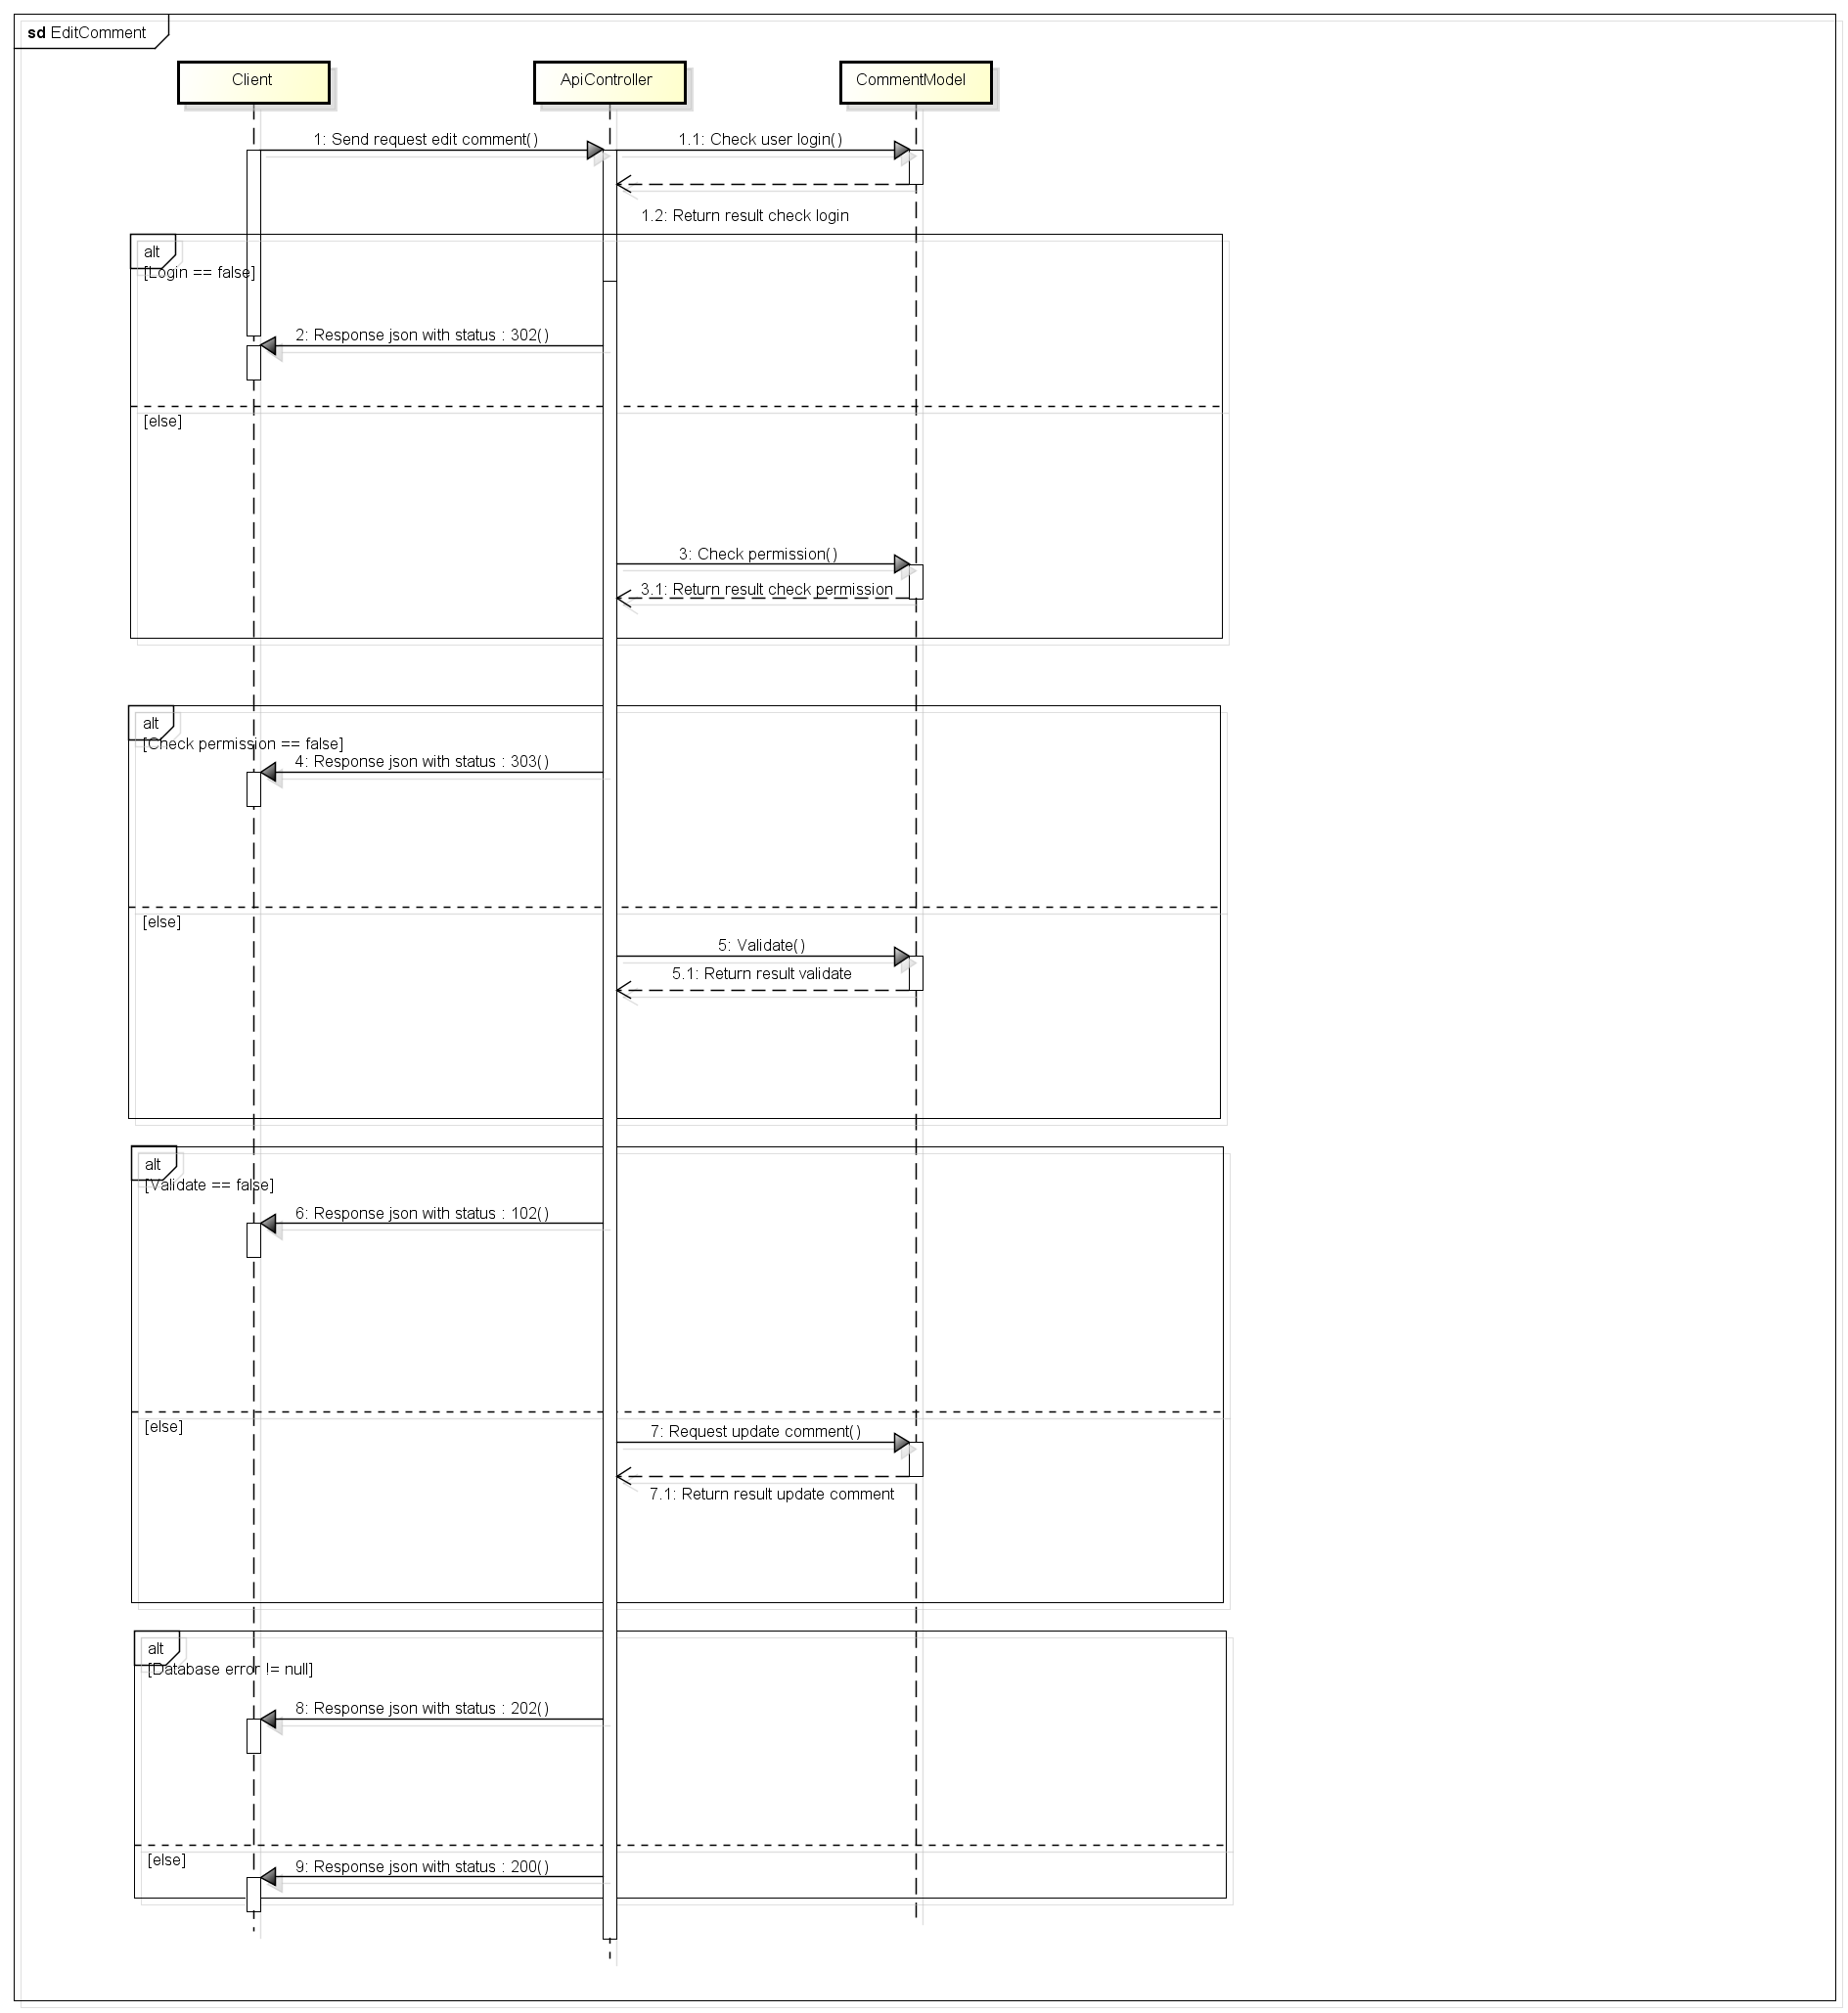 sd EditComment
Client
ApiController
CommentModel
1: Send request edit comment()
1.1: Check user login()
1.2: Return result check login
alt
[Login == false]
2: Response json with status : 302()
[else]
3: Check permission()
3.1: Return result check permission
alt
[Check permission == false]
4: Response json with status : 303()
[else]
5: Validate()
5.1: Return result validate
alt
[Validate == false]
6: Response json with status : 102()
[else]
7: Request update comment()
7.1: Return result update comment
alt
[Database error != null]
8: Response json with status : 202()
[else]
9: Response json with status : 200()